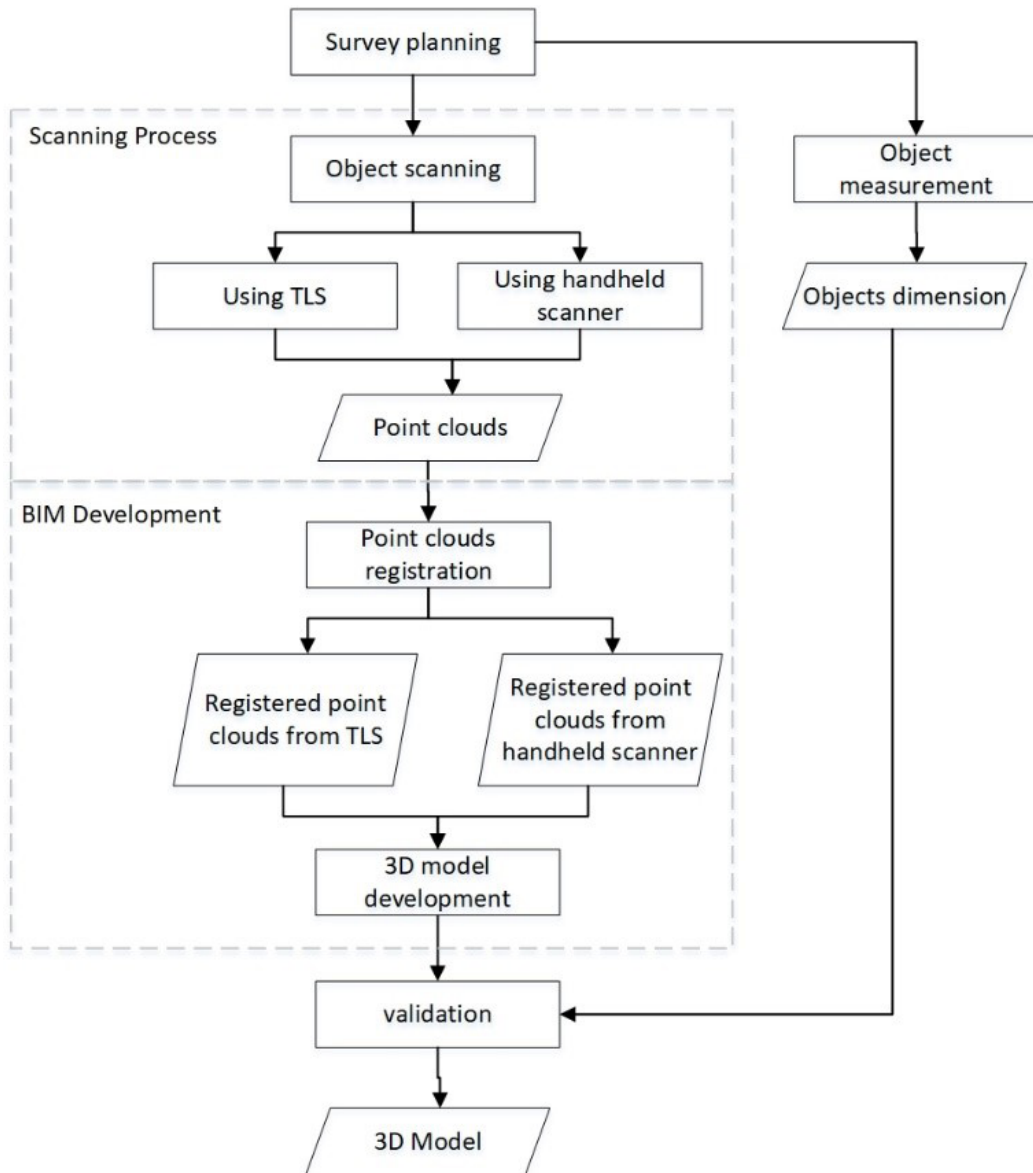 Survey planning
Scanning Process
Object scanning
Object
measurement
Using TLS
Using handheld
scanner
Objects dimension
Point clouds
BIM Development
Point clouds
registration
Registered point
clouds from TLS
Registered point
clouds from
handheld scanner
3D model
development
validation
3D Model